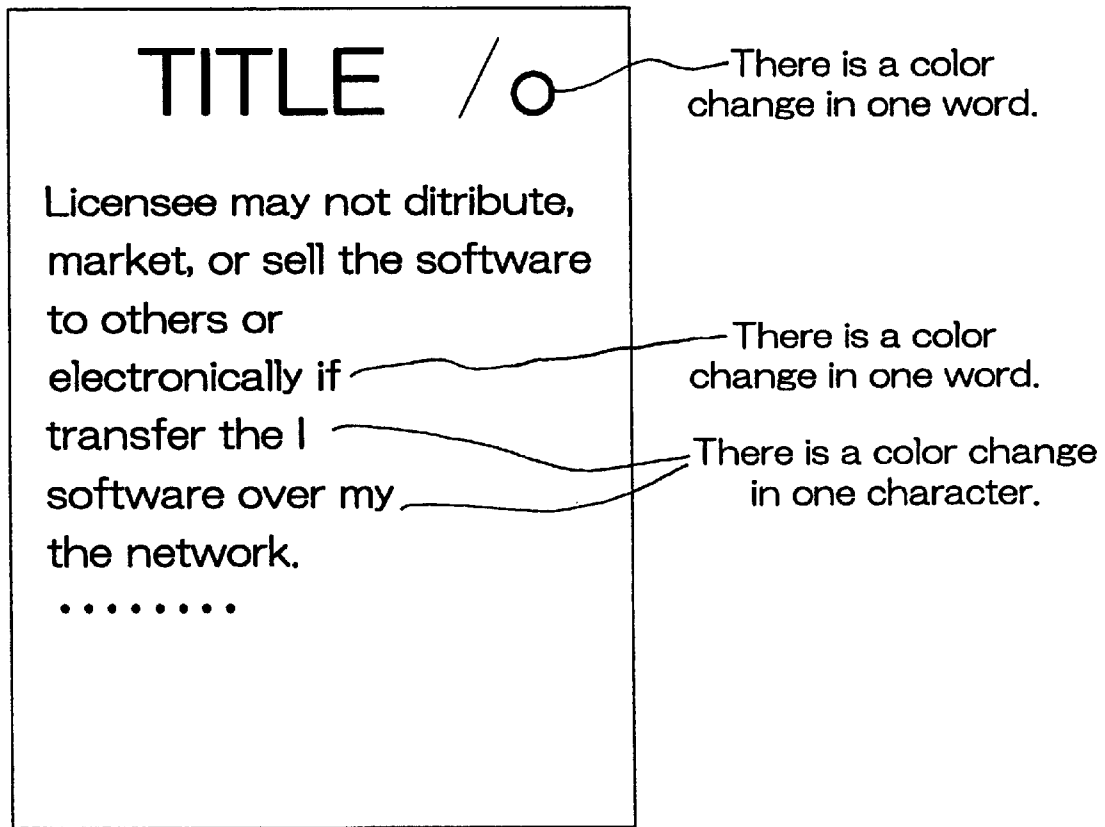 TITLE / o
There is a color
change in one word.
Licensee may not ditribute,
market, or sell the software
to others or
electronically if
transfer the I
software over my
the network.
• • • • • • • •
There is a color
change in one word.
There is a color change
in one character.